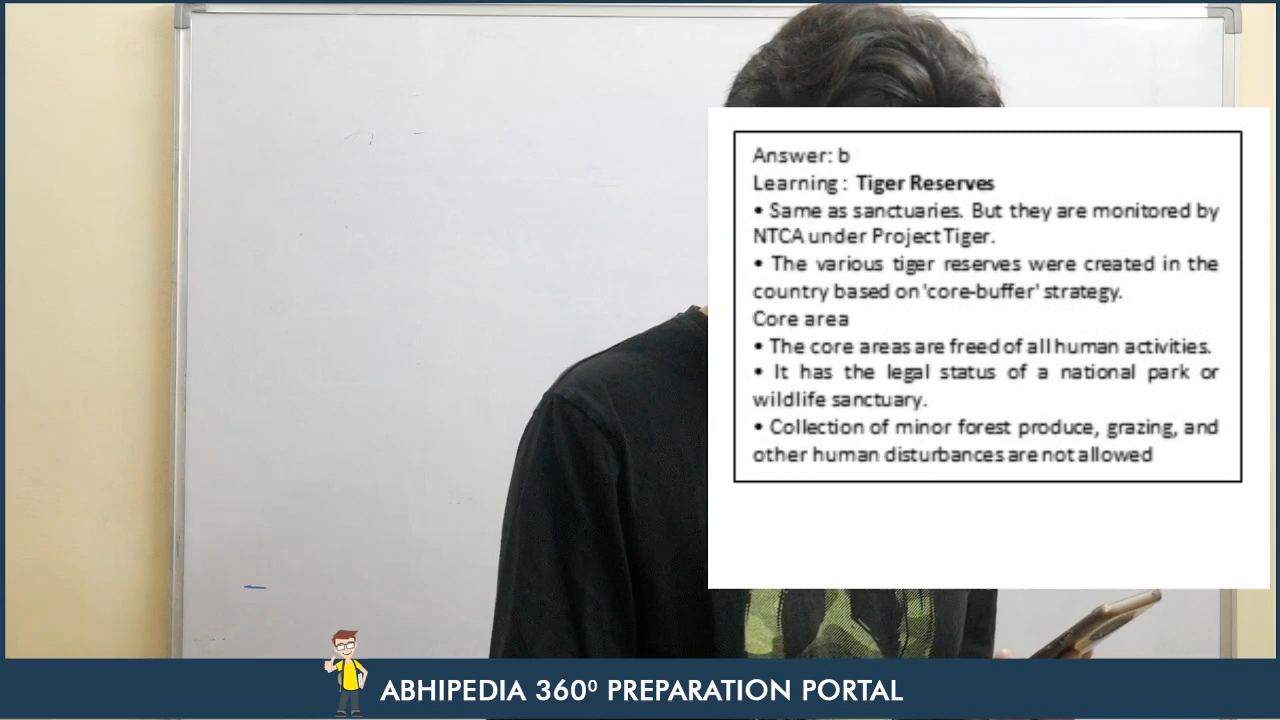 Answer: b
Learning : Tiger Reserves
• Same as sanctuaries. But they are monitored by
NTCA under Project Tiger.
• The various tiger reserves were created in the
country based on 'core-buffer' strategy.
Core area
• The core areas are freed of all human activities.
• It has the legal status of a national park or
wildlife sanctuary.
• Collection of minor forest produce, grazing, and
other human disturbances are not allowed
ABHIPEDIA 360⁰ PREPARATION PORTAL